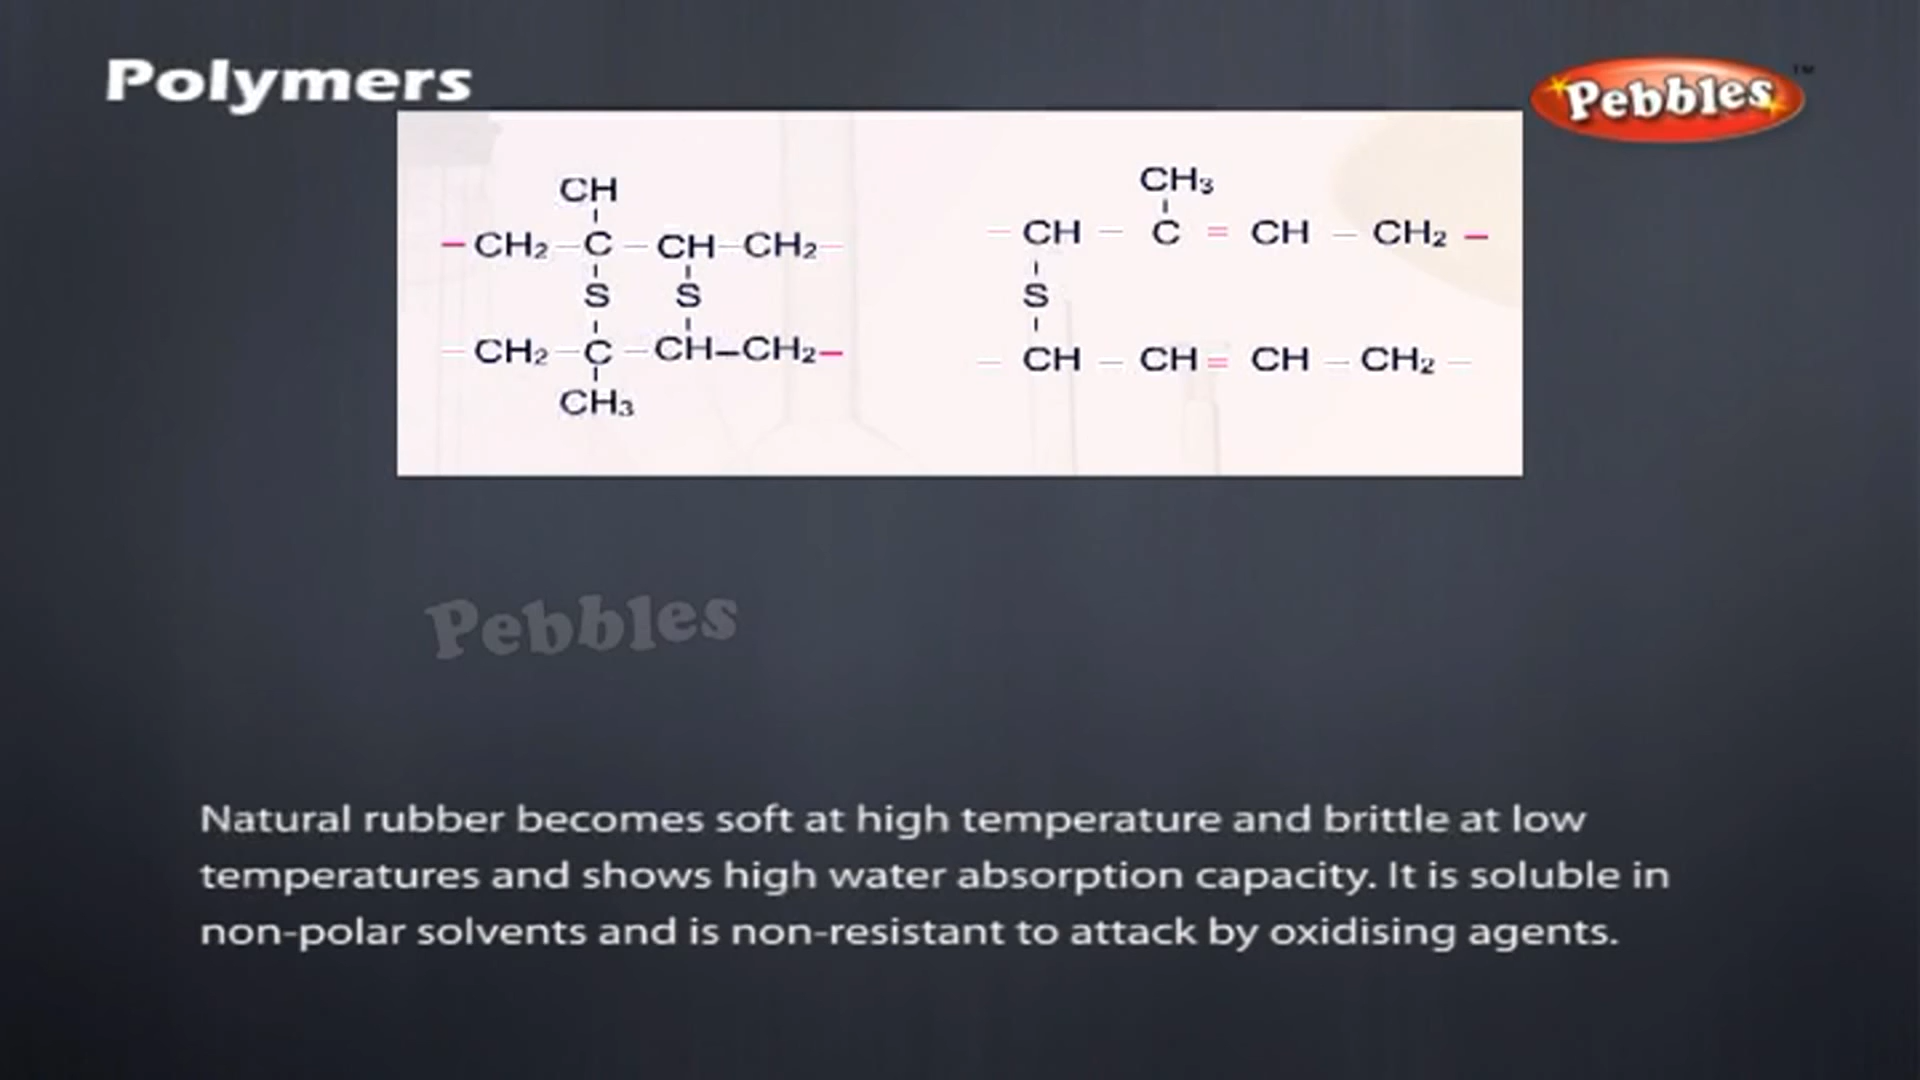 Polymers
Pebbles™
CH
– CH₂ – C – CH – CH₂ –
S S
– CH₂ – C – CH – CH₂ –
CH₃
CH₃
– CH – C = CH – CH₂ –
S
– CH – CH = CH – CH₂ –
Pebbles
Natural rubber becomes soft at high temperature and brittle at low
temperatures and shows high water absorption capacity. It is soluble in
non-polar solvents and is non-resistant to attack by oxidising agents.